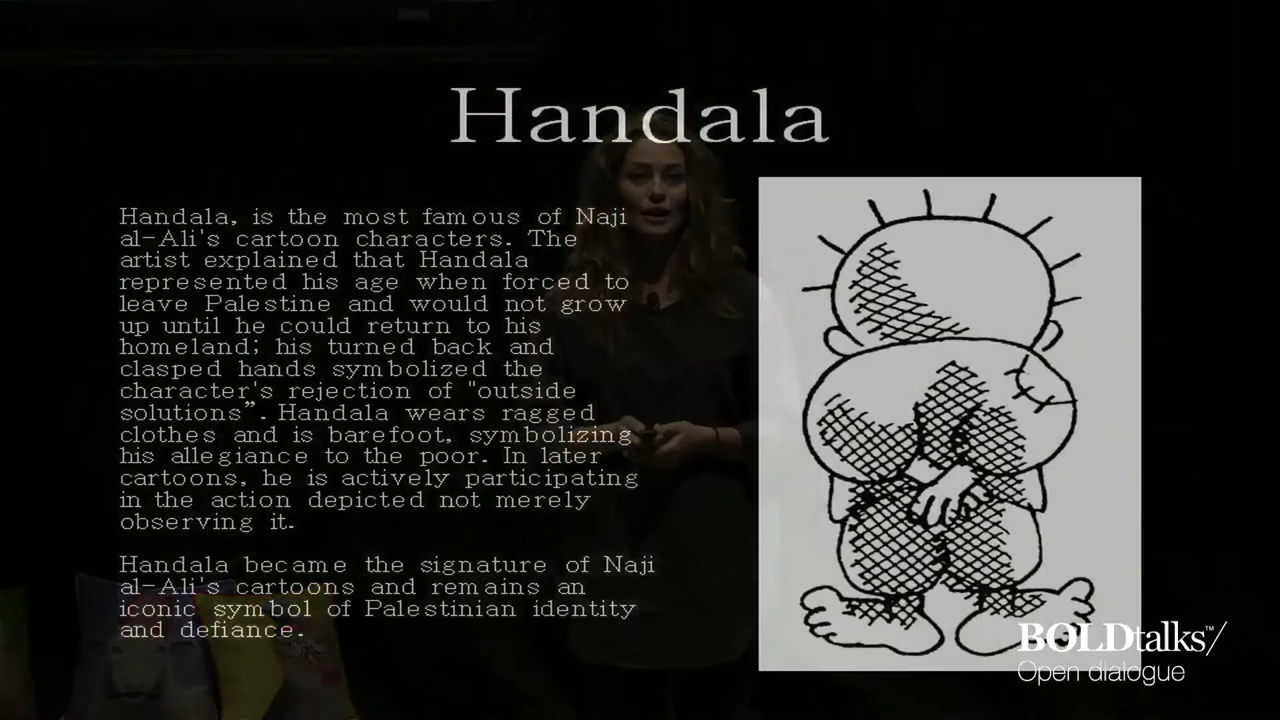 Handala
Handala, is the most famous of Naji
al-Ali's cartoon characters. The
artist explained that Handala
represented his age when forced to
leave Palestine and would not grow
up until he could return to his
homeland; his turned back and
clasped hands symbolized the
character's rejection of "outside
solutions”. Handala wears ragged
clothes and is barefoot, symbolizing
his allegiance to the poor. In later
cartoons, he is actively participating
in the action depicted not merely
observing it.
Handala became the signature of Naji
al-Ali's cartoons and remains an
iconic symbol of Palestinian identity
and defiance.
BOLDtalks™/
Open dialogue